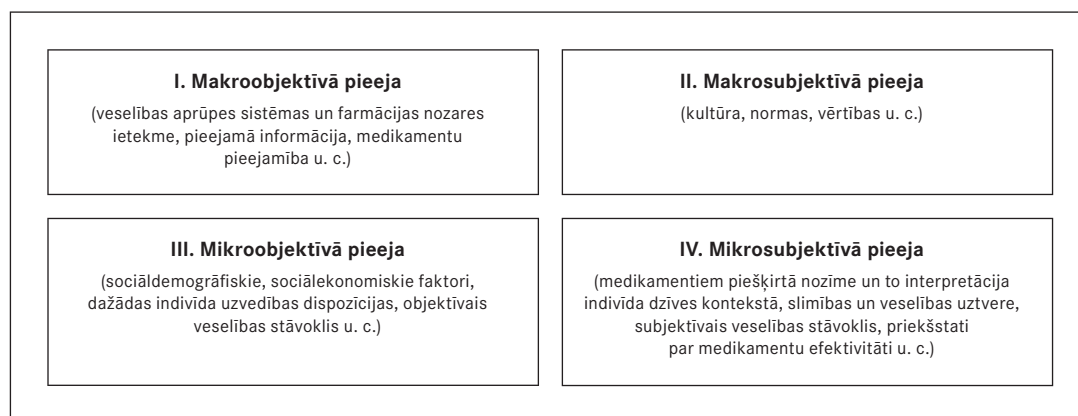 I. Makroobjektīvā pieeja
(veselības aprūpes sistēmas un farmācijas nozares
ietekme, pieejamā informācija, medikamentu
pieejamība u. c.)
II. Makrosubjektīvā pieeja
(kultūra, normas, vērtības u. c.)
III. Mikroobjektīvā pieeja
(sociāldemogrāfiskie, sociālekonomiskie faktori,
dažādas indivīda uzvedības dispozīcijas, objektīvais
veselības stāvoklis u. c.)
IV. Mikrosubjektīvā pieeja
(medikamentiem piešķirtā nozīme un to interpretācija
indivīda dzīves kontekstā, slimības un veselības uztvere,
subjektīvais veselības stāvoklis, priekšstati
par medikamentu efektivitāti u. c.)